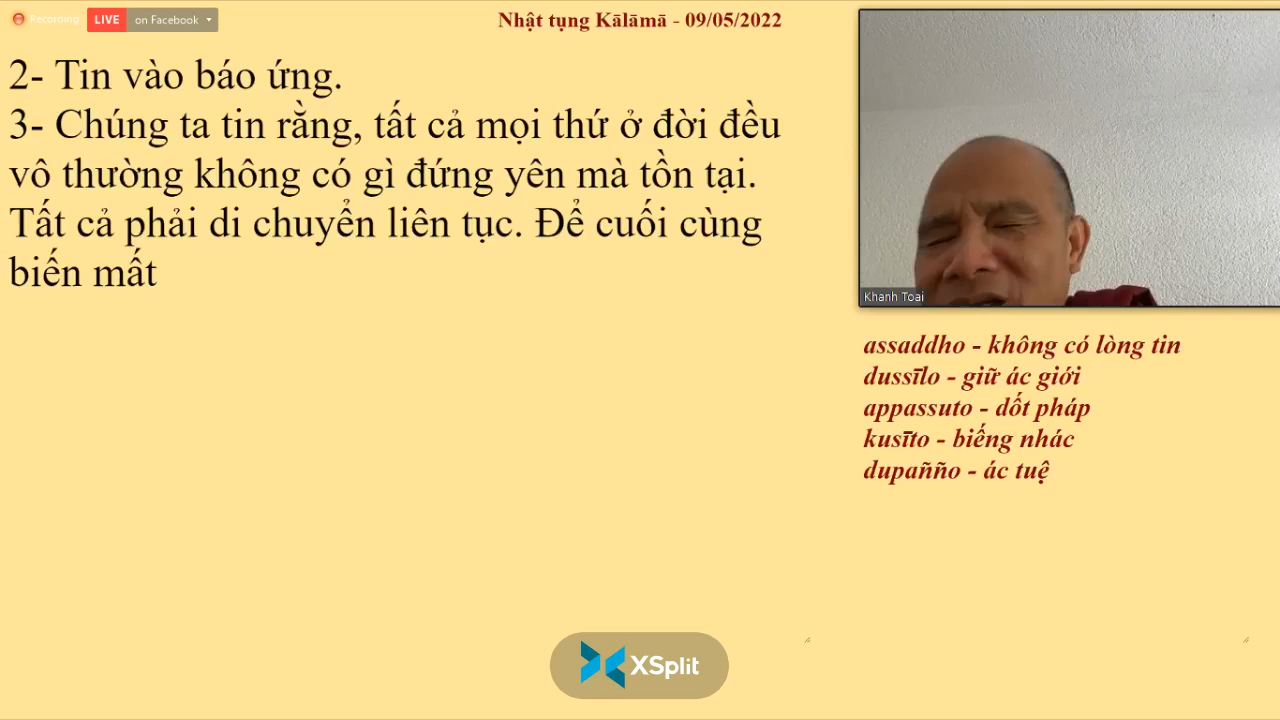 Recording
LIVE on Facebook
Nhật tụng Kālāmā - 09/05/2022
2- Tin vào báo ứng.
3- Chúng ta tin rằng, tất cả mọi thứ ở đời đều
vô thường không có gì đứng yên mà tồn tại.
Tất cả phải di chuyển liên tục. Để cuối cùng
biến mất
Khanh Toai
assaddho - không có lòng tin
dussīlo - giữ ác giới
appassuto - dốt pháp
kusīto - biếng nhác
dupañño - ác tuệ
XSplit